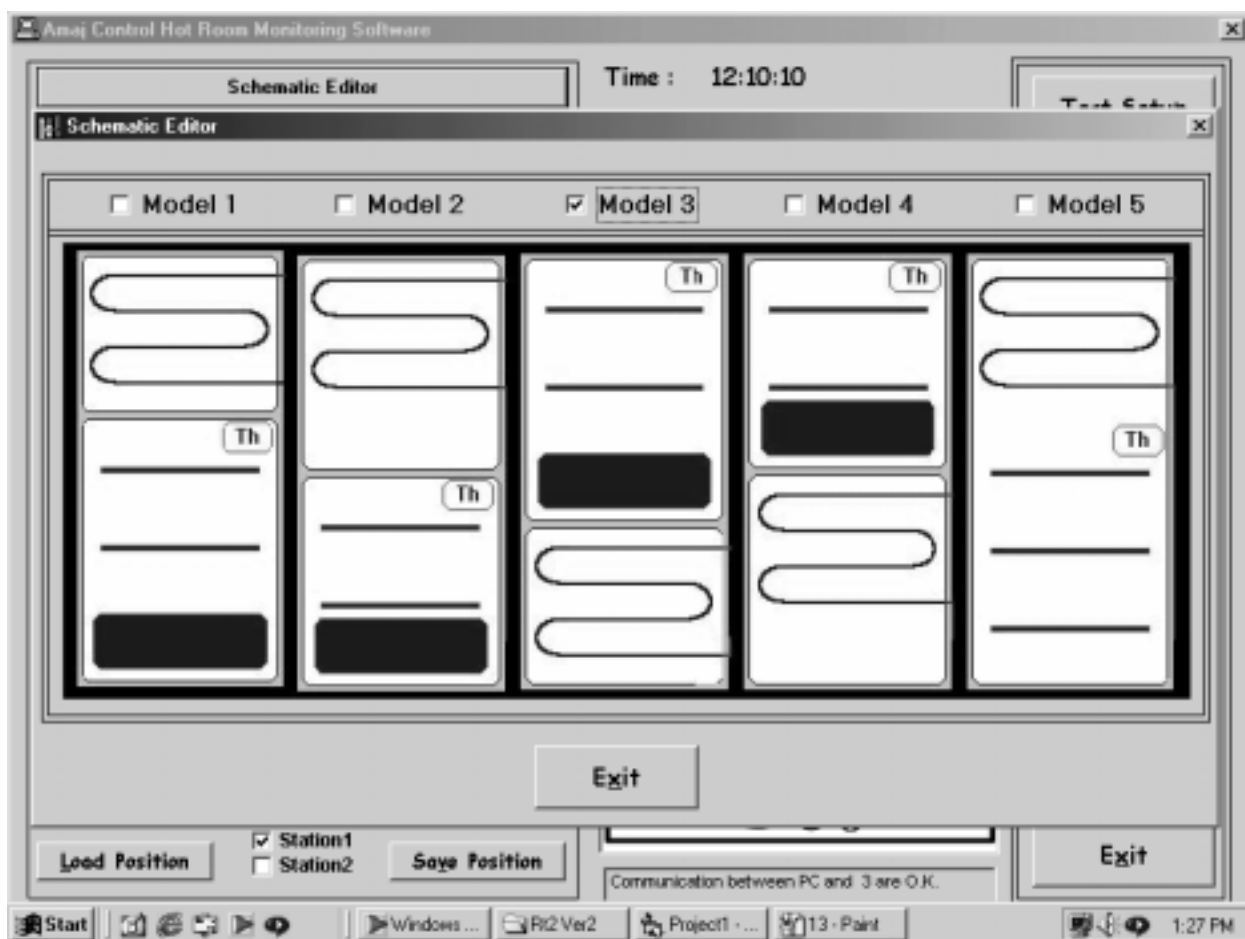 Amaj Control Hot Room Monitoring Software
Schematic Editor
Time : 12:10:10
Test Setup
Schematic Editor
Model 1
Model 2
Model 3
Model 4
Model 5
Th
Th
Th
Th
Th
Exit
Load Position
Station1
Station2
Save Position
Communication between PC and 3 are O.K.
Exit
Start
Windows ...
Rt2 Ver2
Project1 - ...
13 - Paint
1:27 PM